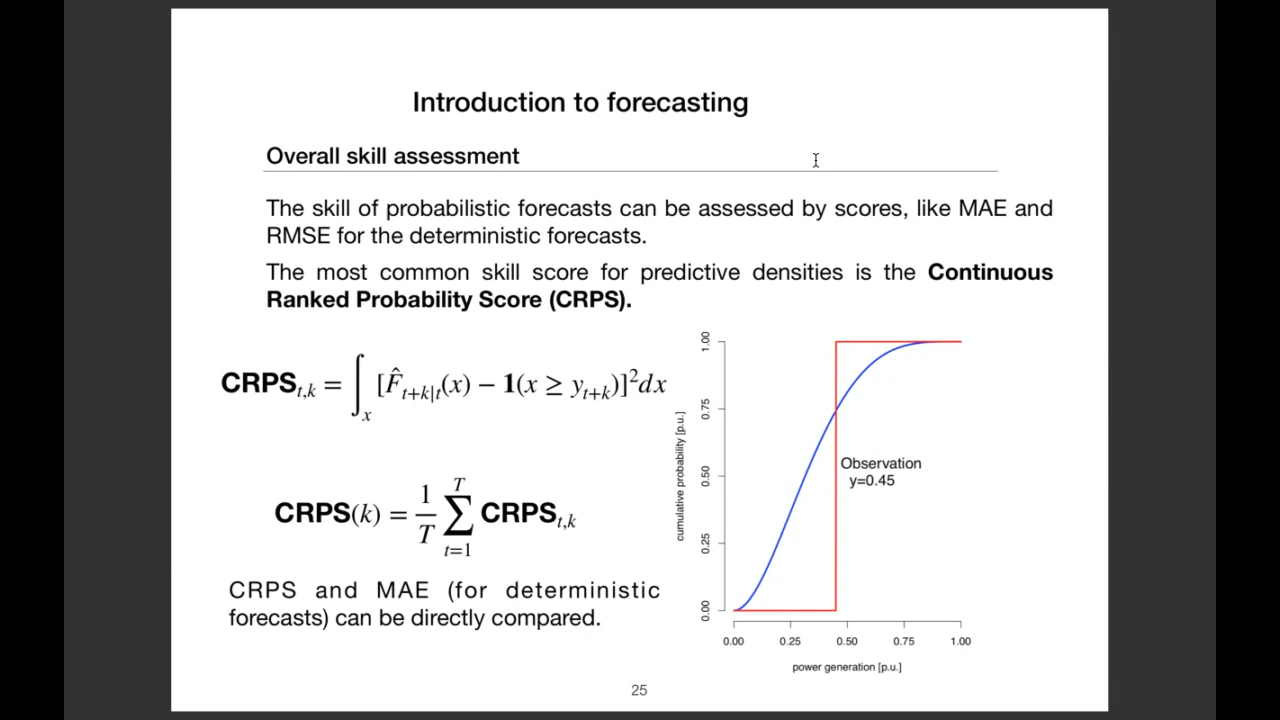 Introduction to forecasting
Overall skill assessment
The skill of probabilistic forecasts can be assessed by scores, like MAE and
RMSE for the deterministic forecasts.
The most common skill score for predictive densities is the Continuous
Ranked Probability Score (CRPS).
CRPS_{t,k} = ∫_x [F̂_{t+k|t}(x) − 1(x ≥ y_{t+k})]²dx
CRPS(k) = \frac{1}{T} \sum_{t=1}^{T} CRPS_{t,k}
CRPS and MAE (for deterministic
forecasts) can be directly compared.
cumulative probability [p.u.]
1.00
0.75
0.50
0.25
0.00
Observation
y=0.45
0.00 0.25 0.50 0.75 1.00
power generation [p.u.]
25